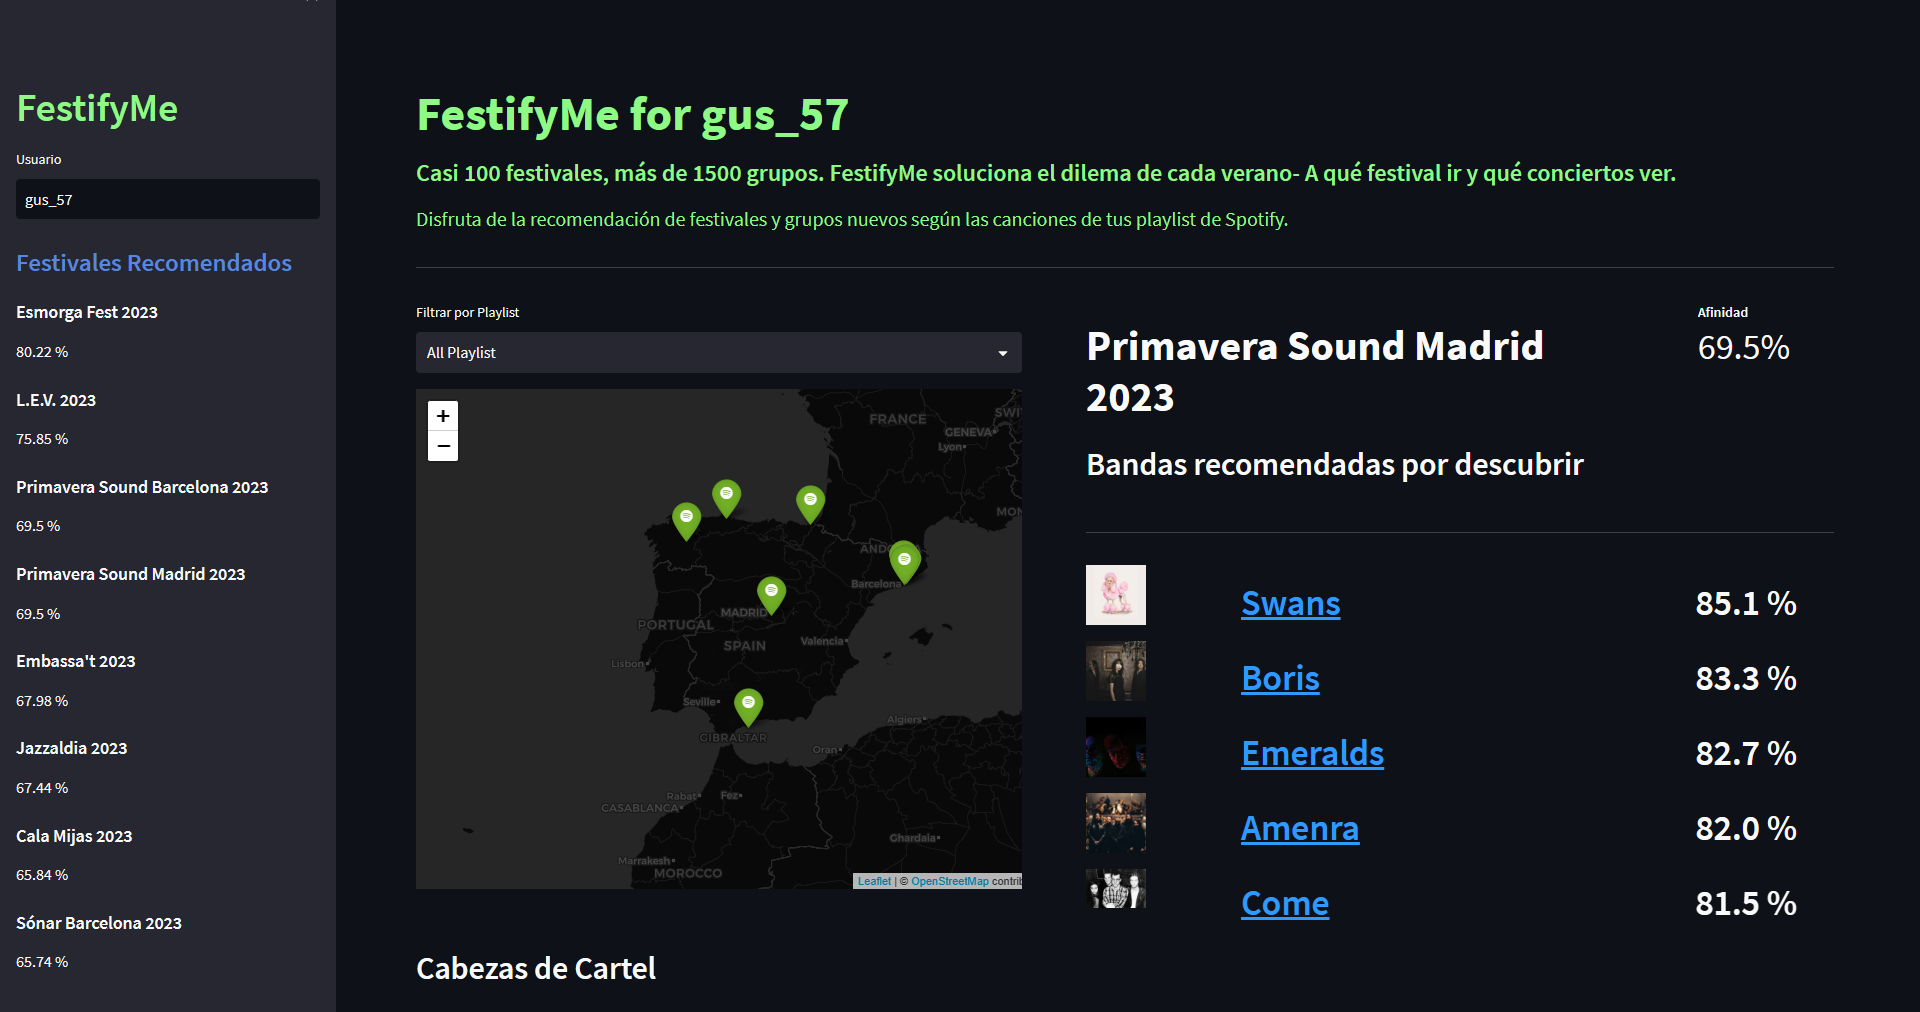 FestifyMe
Usuario
gus_57
Festivales Recomendados
Esmorga Fest 2023
80.22 %
L.E.V. 2023
75.85 %
Primavera Sound Barcelona 2023
69.5 %
Primavera Sound Madrid 2023
69.5 %
Embassa't 2023
67.98 %
Jazzaldia 2023
67.44 %
Cala Mijas 2023
65.84 %
Sónar Barcelona 2023
65.74 %
FestifyMe for gus_57
Casi 100 festivales, más de 1500 grupos. FestifyMe soluciona el dilema de cada verano- A qué festival ir y qué conciertos ver.
Disfruta de la recomendación de festivales y grupos nuevos según las canciones de tus playlist de Spotify.
Filtrar por Playlist
All Playlist
+
−
FRANCE
SWI
GENEVA
Lyon
MON
Barcelona
MADRID
PORTUGAL
SPAIN
Valencia
Lisbon
Seville
GIBRALTAR
Algiers
Oran
Rabat
Fez
CASABLANCA
Ghardaia
Marrakesh
MOROCCO
Leaflet | © OpenStreetMap contrib
Primavera Sound Madrid
2023
Afinidad
69.5%
Bandas recomendadas por descubrir
Swans 85.1 %
Boris 83.3 %
Emeralds 82.7 %
Amenra 82.0 %
Come 81.5 %
Cabezas de Cartel